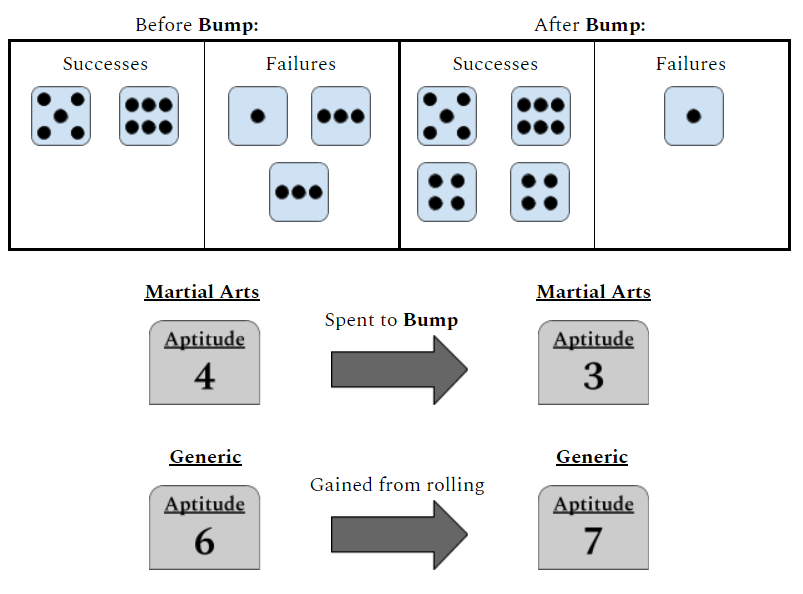 Before Bump:
After Bump:
Successes
Failures
Successes
Failures
Martial Arts
Aptitude
4
Spent to Bump
Martial Arts
Aptitude
3
Generic
Aptitude
6
Gained from rolling
Generic
Aptitude
7